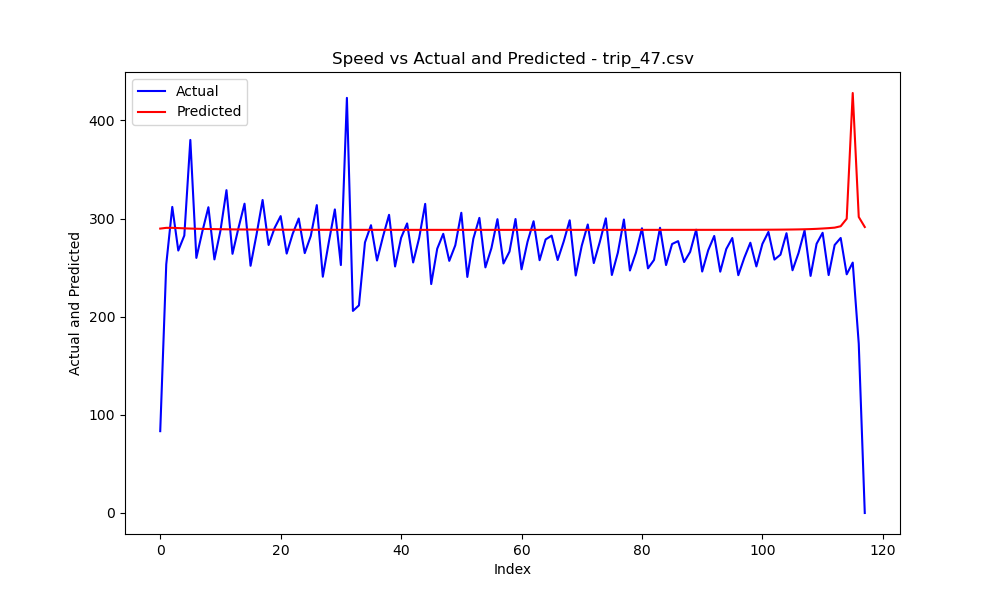 Speed vs Actual and Predicted - trip_47.csv
Actual
Predicted
400
300
200
100
0
Actual and Predicted
0 20 40 60 80 100 120
Index